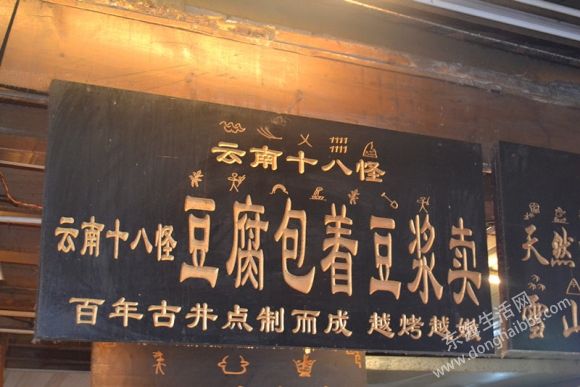 云南十八怪
云南十八怪 豆腐包着豆浆卖
百年古井点制而成 越烤越
天然
雪山
东海生活网
www.donghaibbs.com